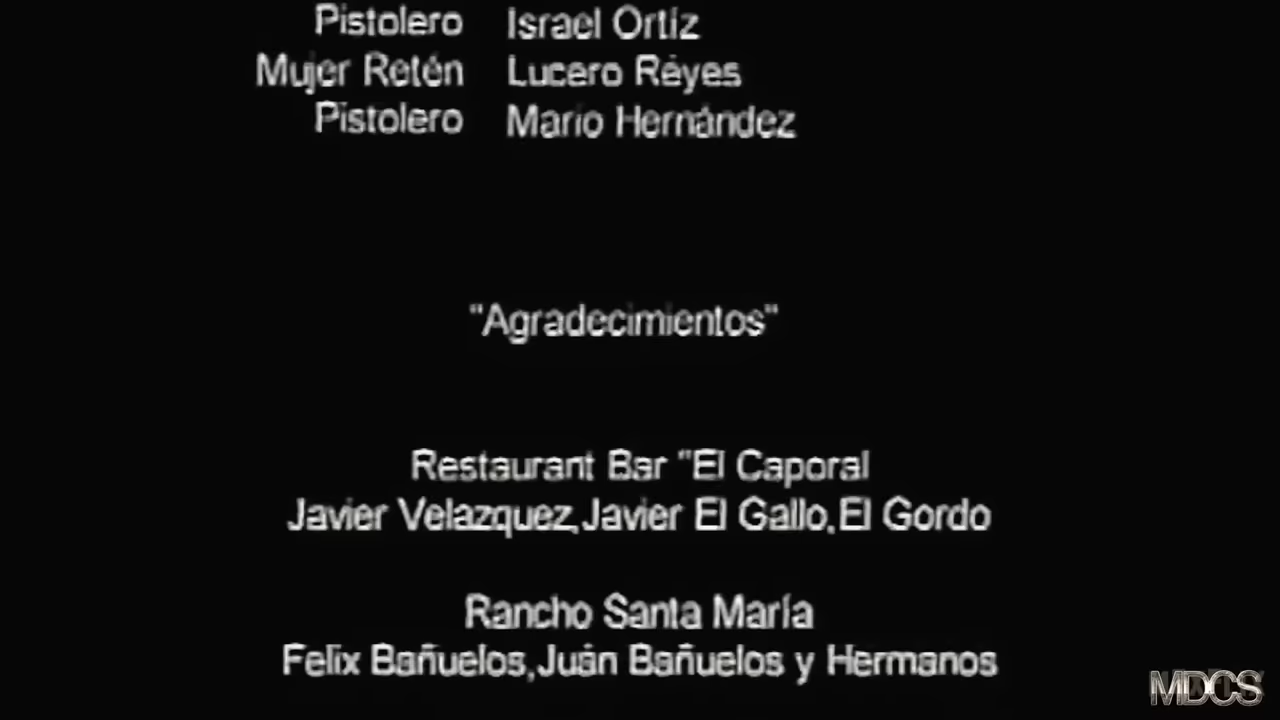 Pistolero Israel Ortíz
Mujer Retén Lucero Réyes
Pistolero Mario Hernández
"Agradecimientos"
Restaurant Bar "El Caporal
Javier Velazquez,Javier El Gallo,El Gordo
Rancho Santa María
Felix Bañuelos,Juán Bañuelos y Hermanos
MDCS